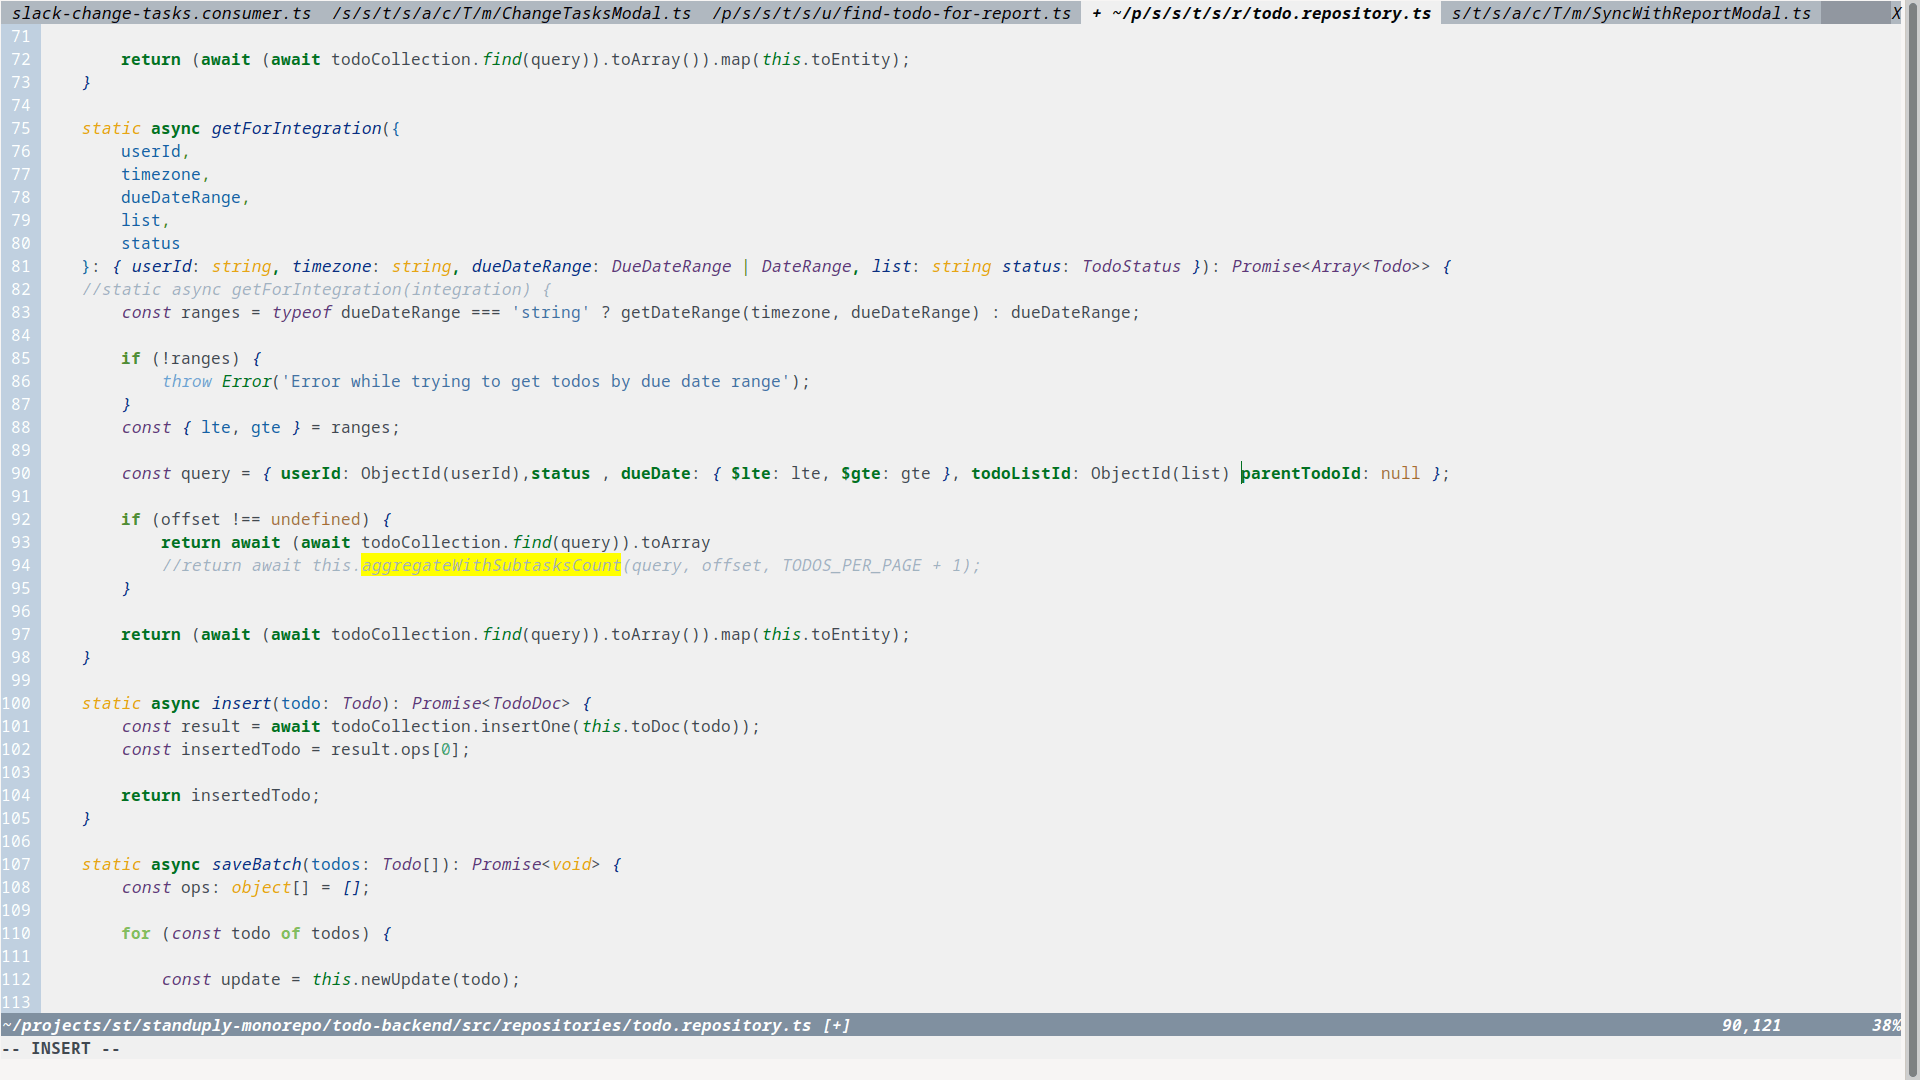 slack-change-tasks.consumer.ts  /s/s/t/s/a/c/T/m/ChangeTasksModal.ts  /p/s/s/t/s/u/find-todo-for-report.ts  + ~/p/s/s/t/s/r/todo.repository.ts  s/t/s/a/c/T/m/SyncWithReportModal.ts  X
71
72         return (await (await todoCollection.find(query)).toArray()).map(this.toEntity);
73     }
74
75     static async getForIntegration({
76         userId,
77         timezone,
78         dueDateRange,
79         list,
80         status
81     }: { userId: string, timezone: string, dueDateRange: DueDateRange | DateRange, list: string status: TodoStatus }): Promise<Array<Todo>> {
82     //static async getForIntegration(integration) {
83         const ranges = typeof dueDateRange === 'string' ? getDateRange(timezone, dueDateRange) : dueDateRange;
84
85         if (!ranges) {
86             throw Error('Error while trying to get todos by due date range');
87         }
88         const { lte, gte } = ranges;
89
90         const query = { userId: ObjectId(userId),status , dueDate: { $lte: lte, $gte: gte }, todoListId: ObjectId(list) parentTodoId: null };
91
92         if (offset !== undefined) {
93             return await (await todoCollection.find(query)).toArray
94             //return await this.aggregateWithSubtasksCount(query, offset, TODOS_PER_PAGE + 1);
95         }
96
97         return (await (await todoCollection.find(query)).toArray()).map(this.toEntity);
98     }
99
100     static async insert(todo: Todo): Promise<TodoDoc> {
101         const result = await todoCollection.insertOne(this.toDoc(todo));
102         const insertedTodo = result.ops[0];
103
104         return insertedTodo;
105     }
106
107     static async saveBatch(todos: Todo[]): Promise<void> {
108         const ops: object[] = [];
109
110         for (const todo of todos) {
111
112             const update = this.newUpdate(todo);
113
~/projects/st/standuply-monorepo/todo-backend/src/repositories/todo.repository.ts [+]  90,121  38%
-- INSERT --